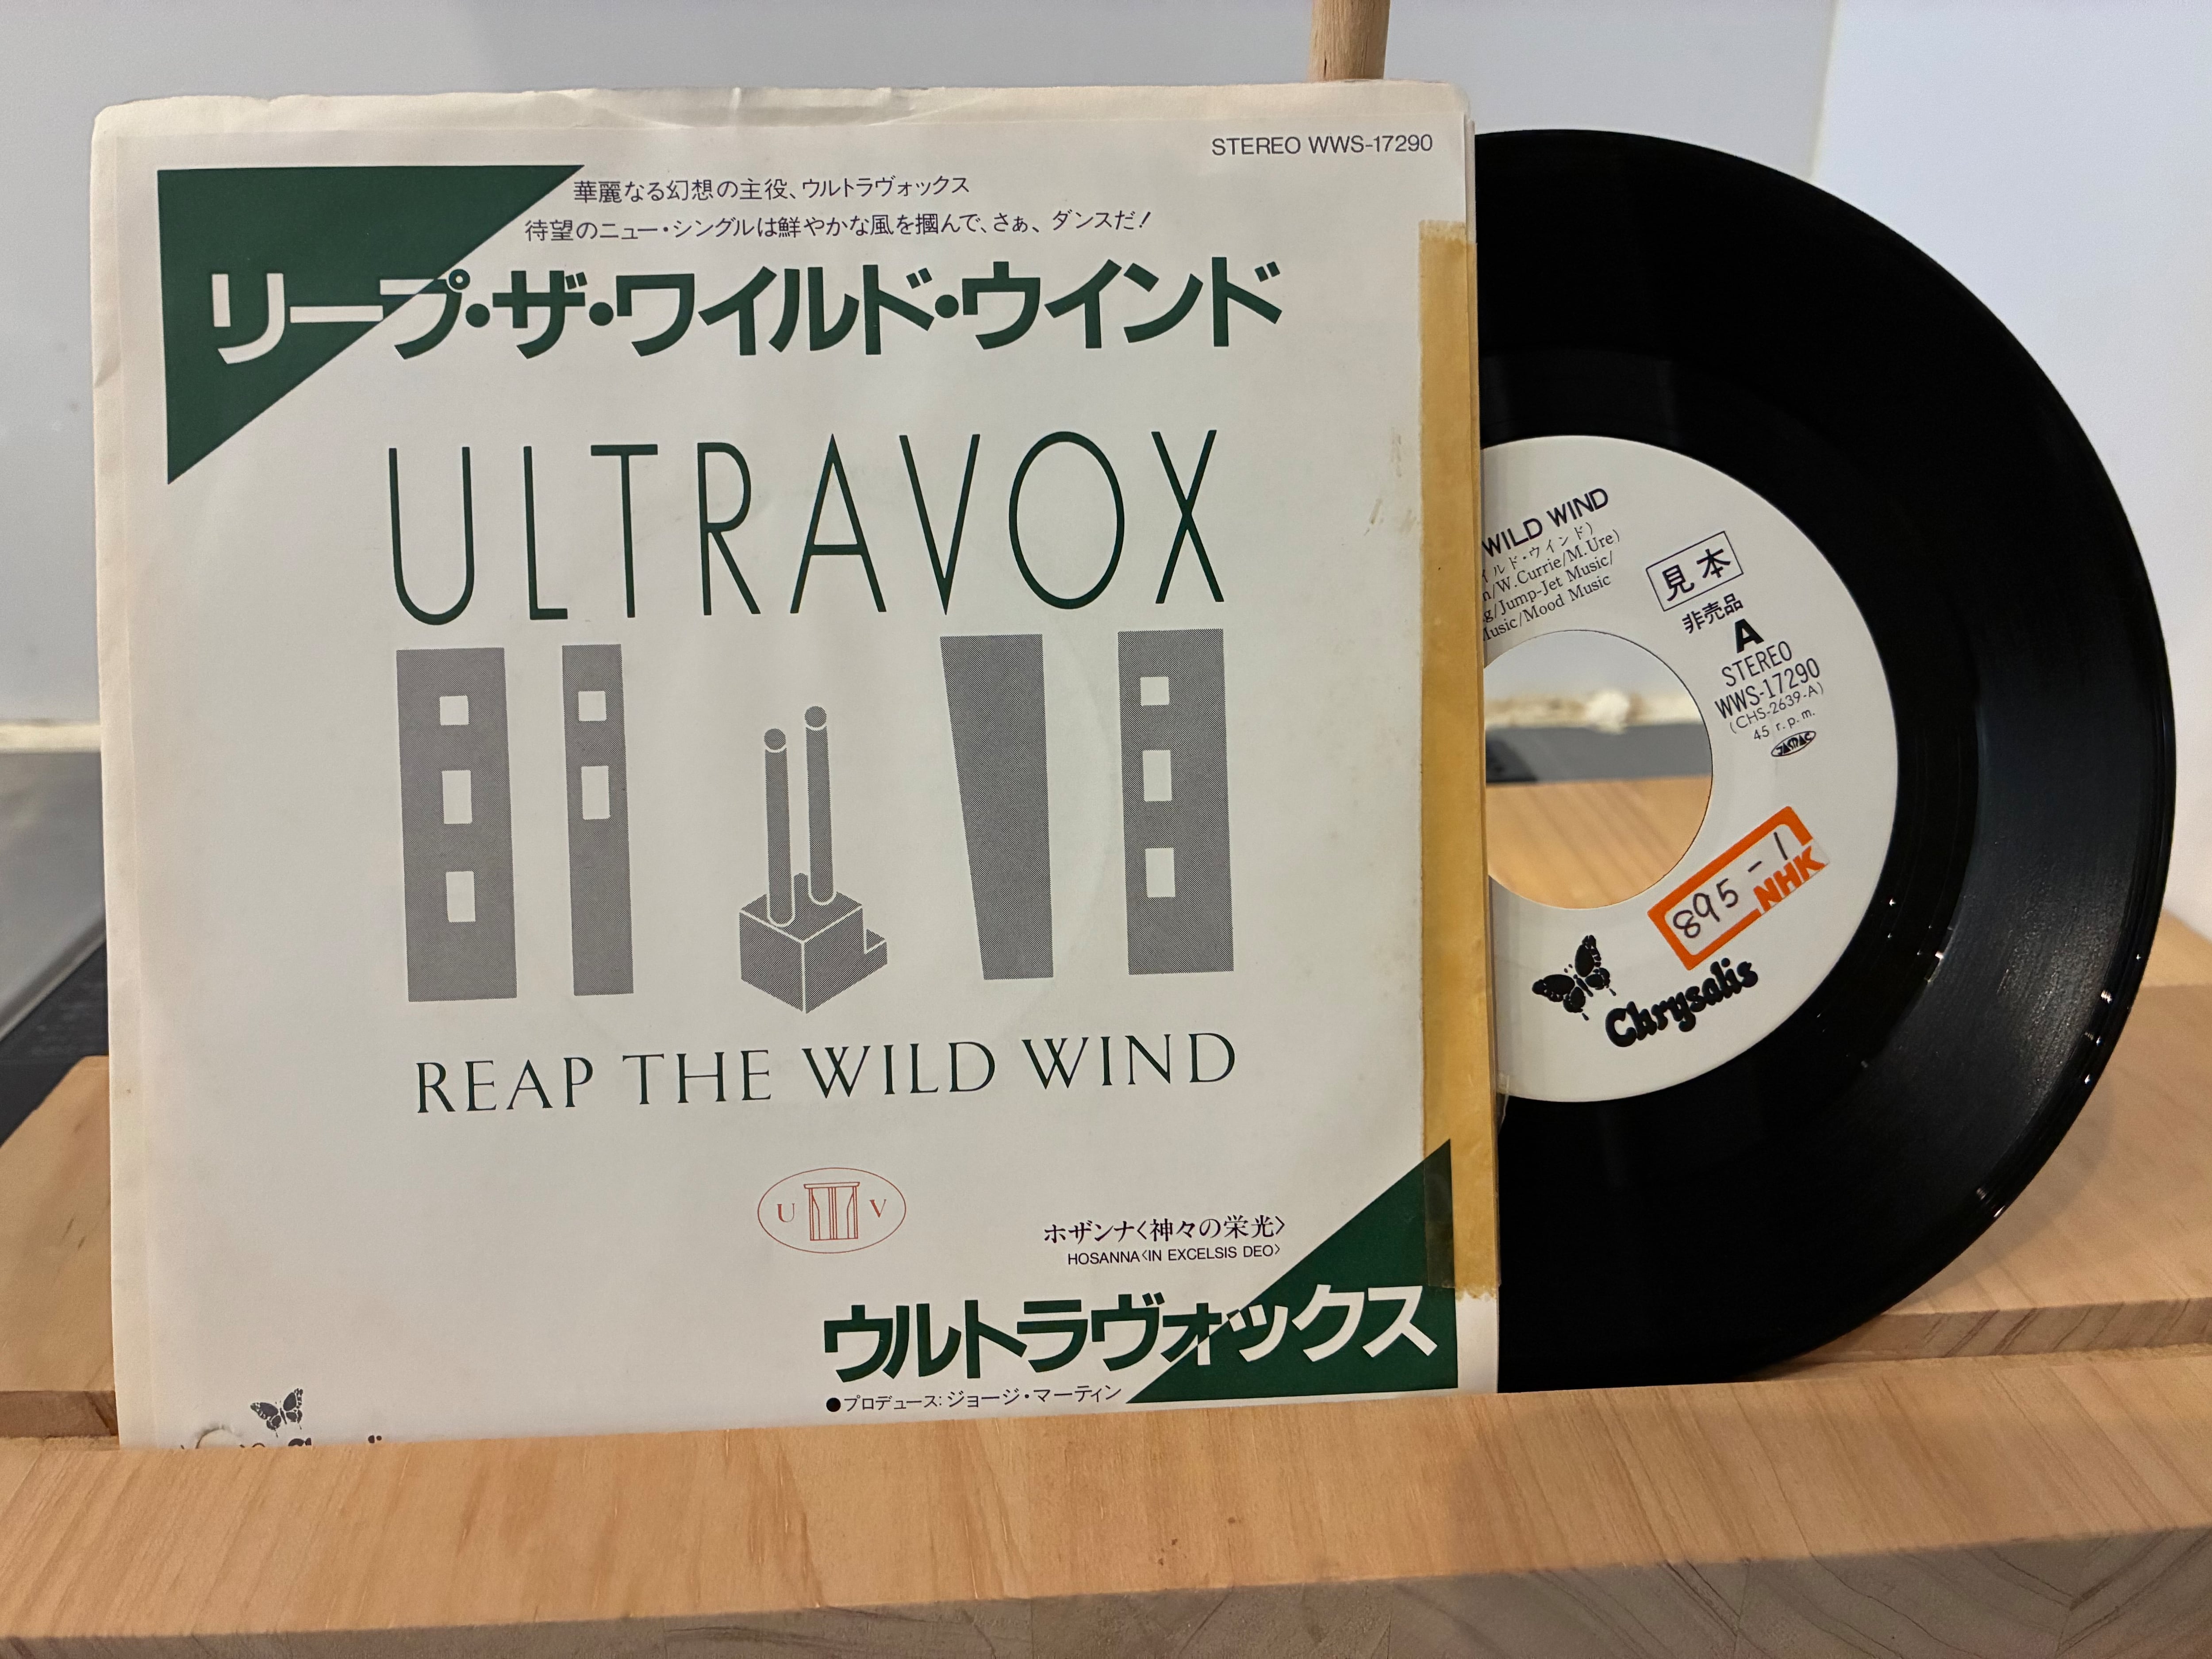 STEREO WWS-17290
華麗なる幻想の主役、ウルトラヴォックス
待望のニュー・シングルは鮮やかな風を摑んで、さぁ、ダンスだ!
リープ・ザ・ワイルド・ウインド
ULTRAVOX
REAP THE WILD WIND
U V
ホザンナ〈神々の栄光〉
HOSANNA〈IN EXCELSIS DEO〉
ウルトラヴォックス
●プロデュース:ジョージ・マーティン
WILD WIND
ルド・ウインド)
/W.Currie/M.Ure)
/Jump-Jet Music/
Music/Mood Music
見本
非売品
A
STEREO
WWS-17290
(CHS-2639-A)
45 r.p.m.
895-1
NHK
Chrysalis